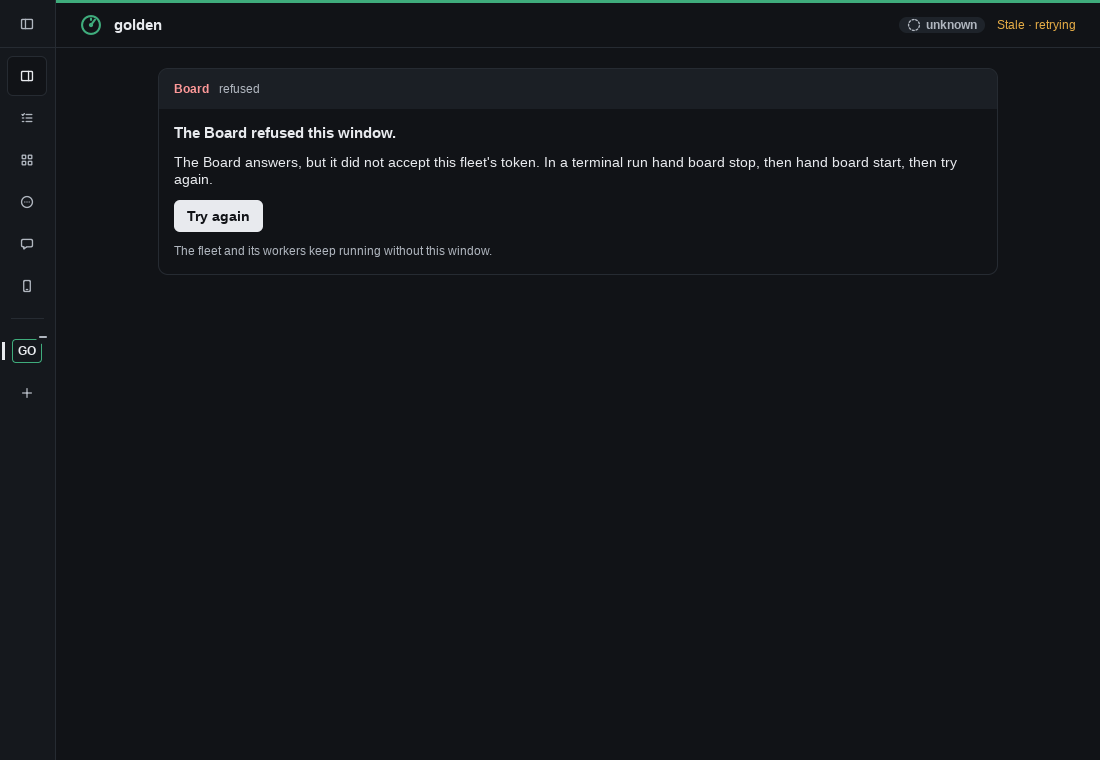 golden
unknown
Stale · retrying
Board refused
The Board refused this window.
The Board answers, but it did not accept this fleet's token. In a terminal run hand board stop, then hand board start, then try
again.
Try again
The fleet and its workers keep running without this window.
GO